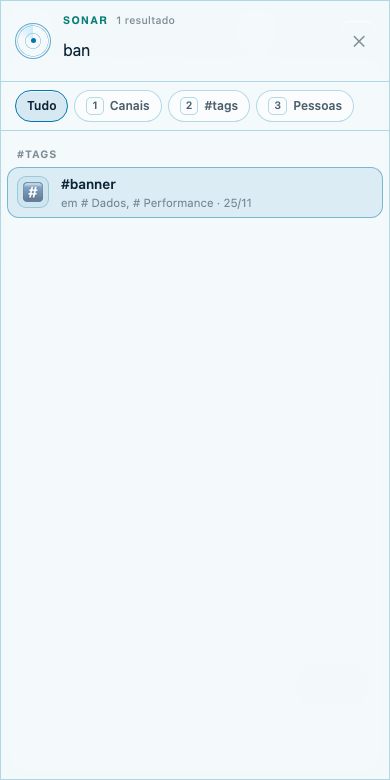 SONAR 1 resultado
ban
Tudo 1 Canais 2 #tags 3 Pessoas
#TAGS
# #banner
em # Dados, # Performance · 25/11